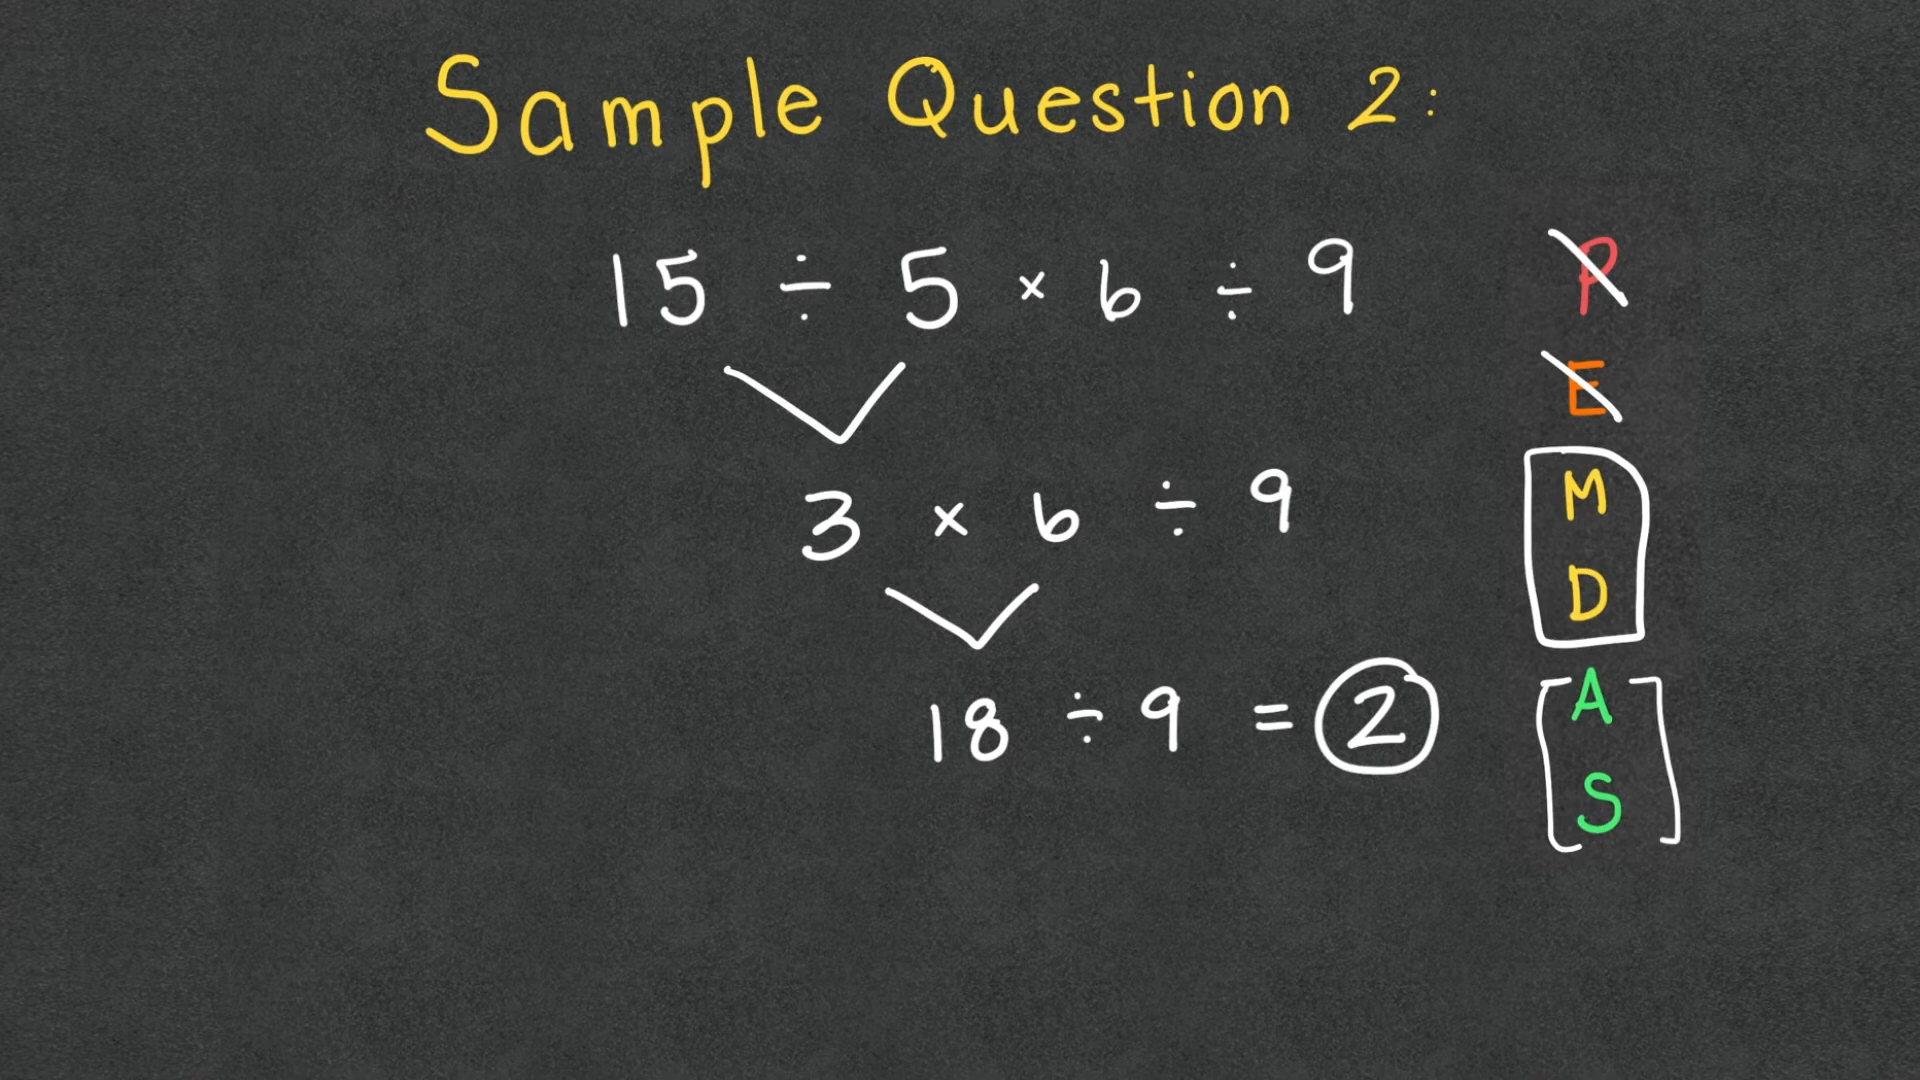 Sample Question 2:
15 ÷ 5 × 6 ÷ 9
3 × 6 ÷ 9
18 ÷ 9 = 2
P
E
M
D
A
S